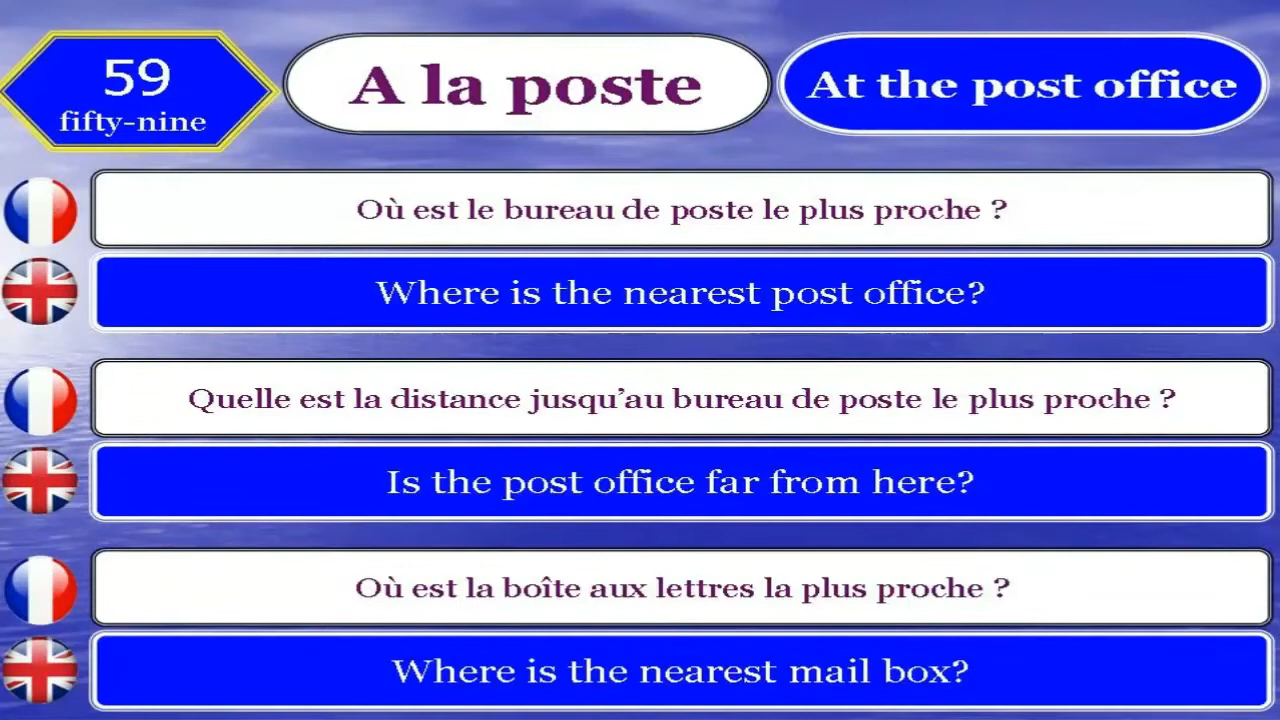 59
fifty-nine
A la poste
At the post office
Où est le bureau de poste le plus proche ?
Where is the nearest post office?
Quelle est la distance jusqu’au bureau de poste le plus proche ?
Is the post office far from here?
Où est la boîte aux lettres la plus proche ?
Where is the nearest mail box?